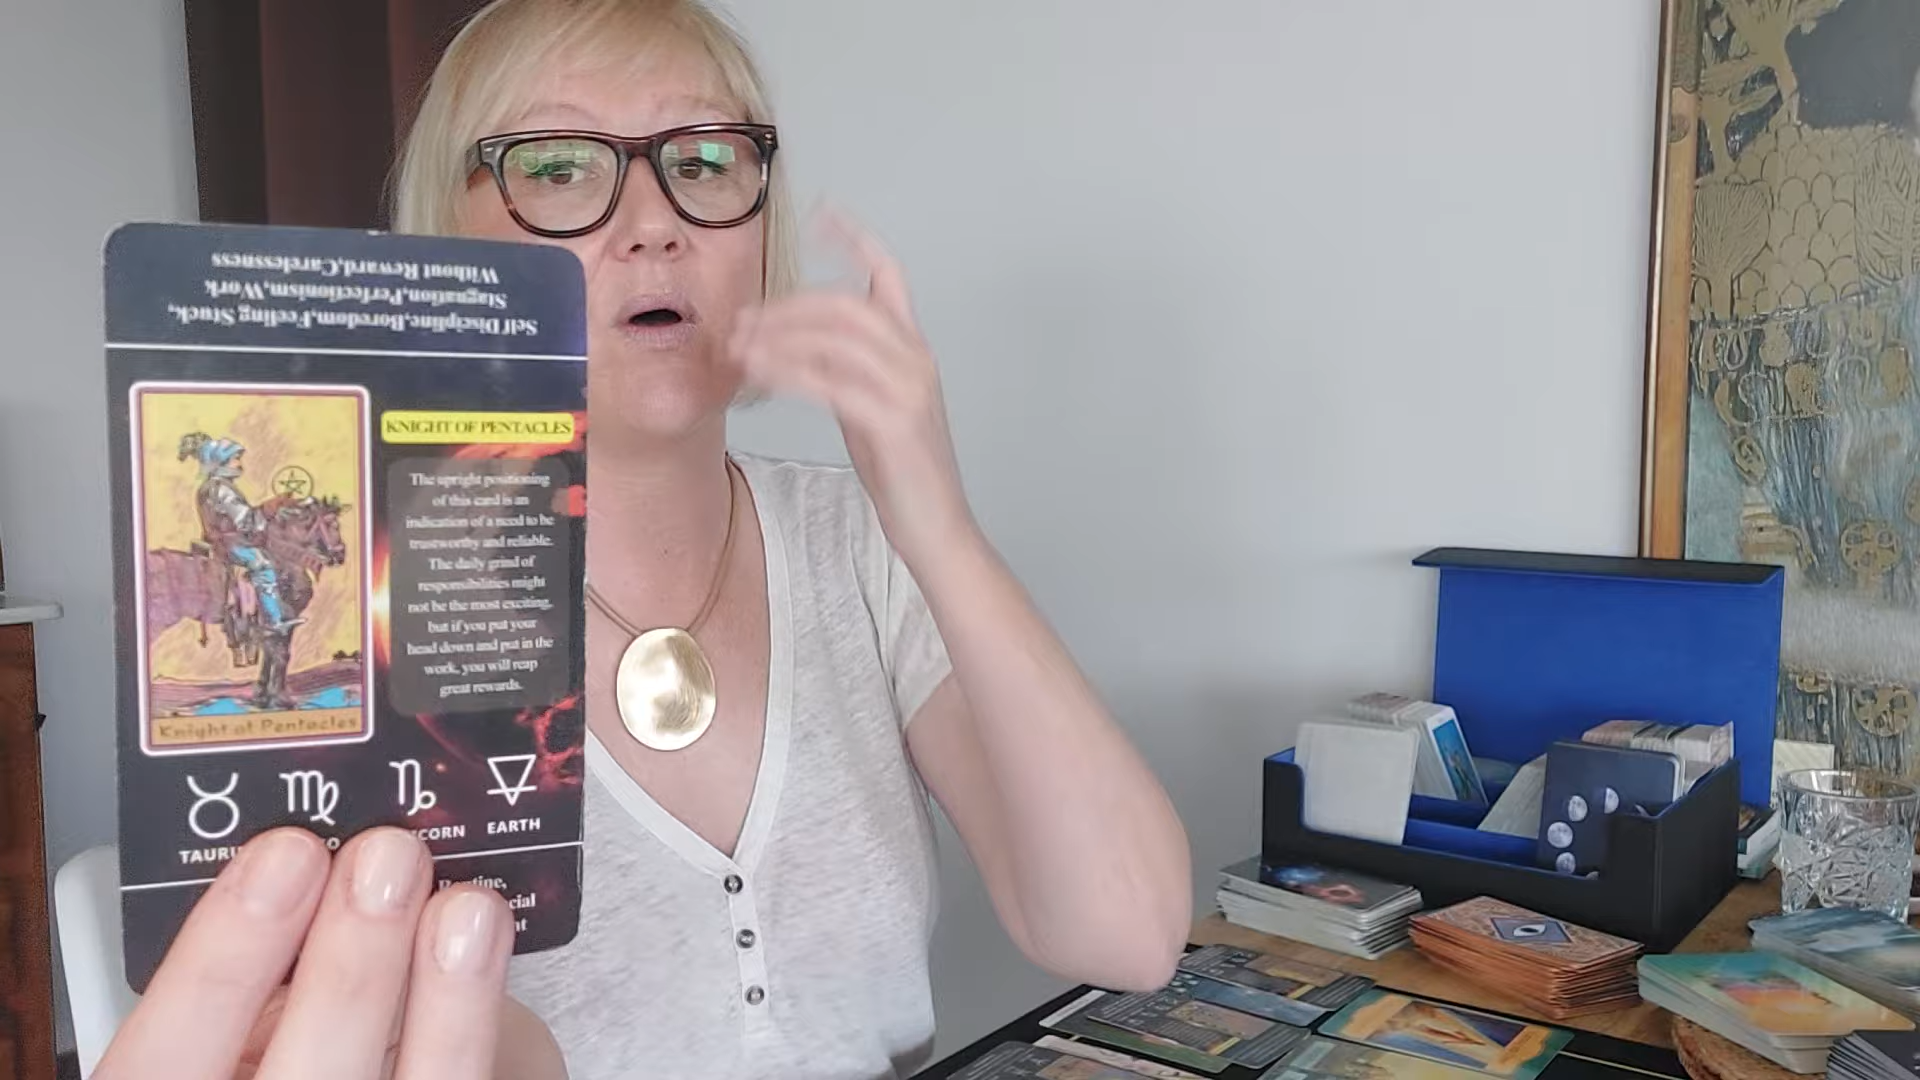 Self Discipline,Boredom,Feeling Stuck,
Stagnation,Perfectionism,Work
Without Reward,Carelessness
KNIGHT OF PENTACLES
The upright positioning
of this card is an
indication of a need to be
trustworthy and reliable.
The daily grind of
responsibilities might
not be the most exciting,
but if you put your
head down and put in the
work, you will reap
great rewards.
Knight of Pentacles
EARTH